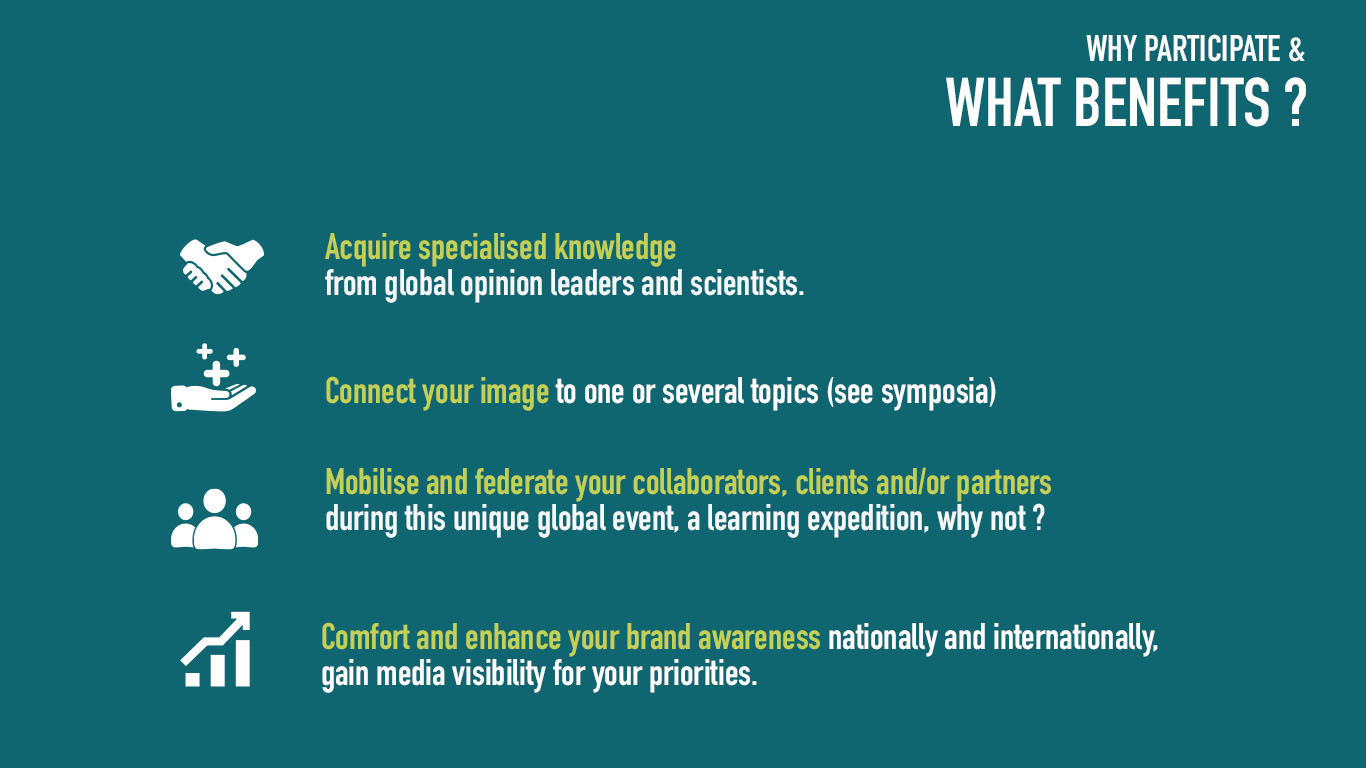 WHY PARTICIPATE &
WHAT BENEFITS ?
Acquire specialised knowledge
from global opinion leaders and scientists.
Connect your image to one or several topics (see symposia)
Mobilise and federate your collaborators, clients and/or partners
during this unique global event, a learning expedition, why not ?
Comfort and enhance your brand awareness nationally and internationally,
gain media visibility for your priorities.